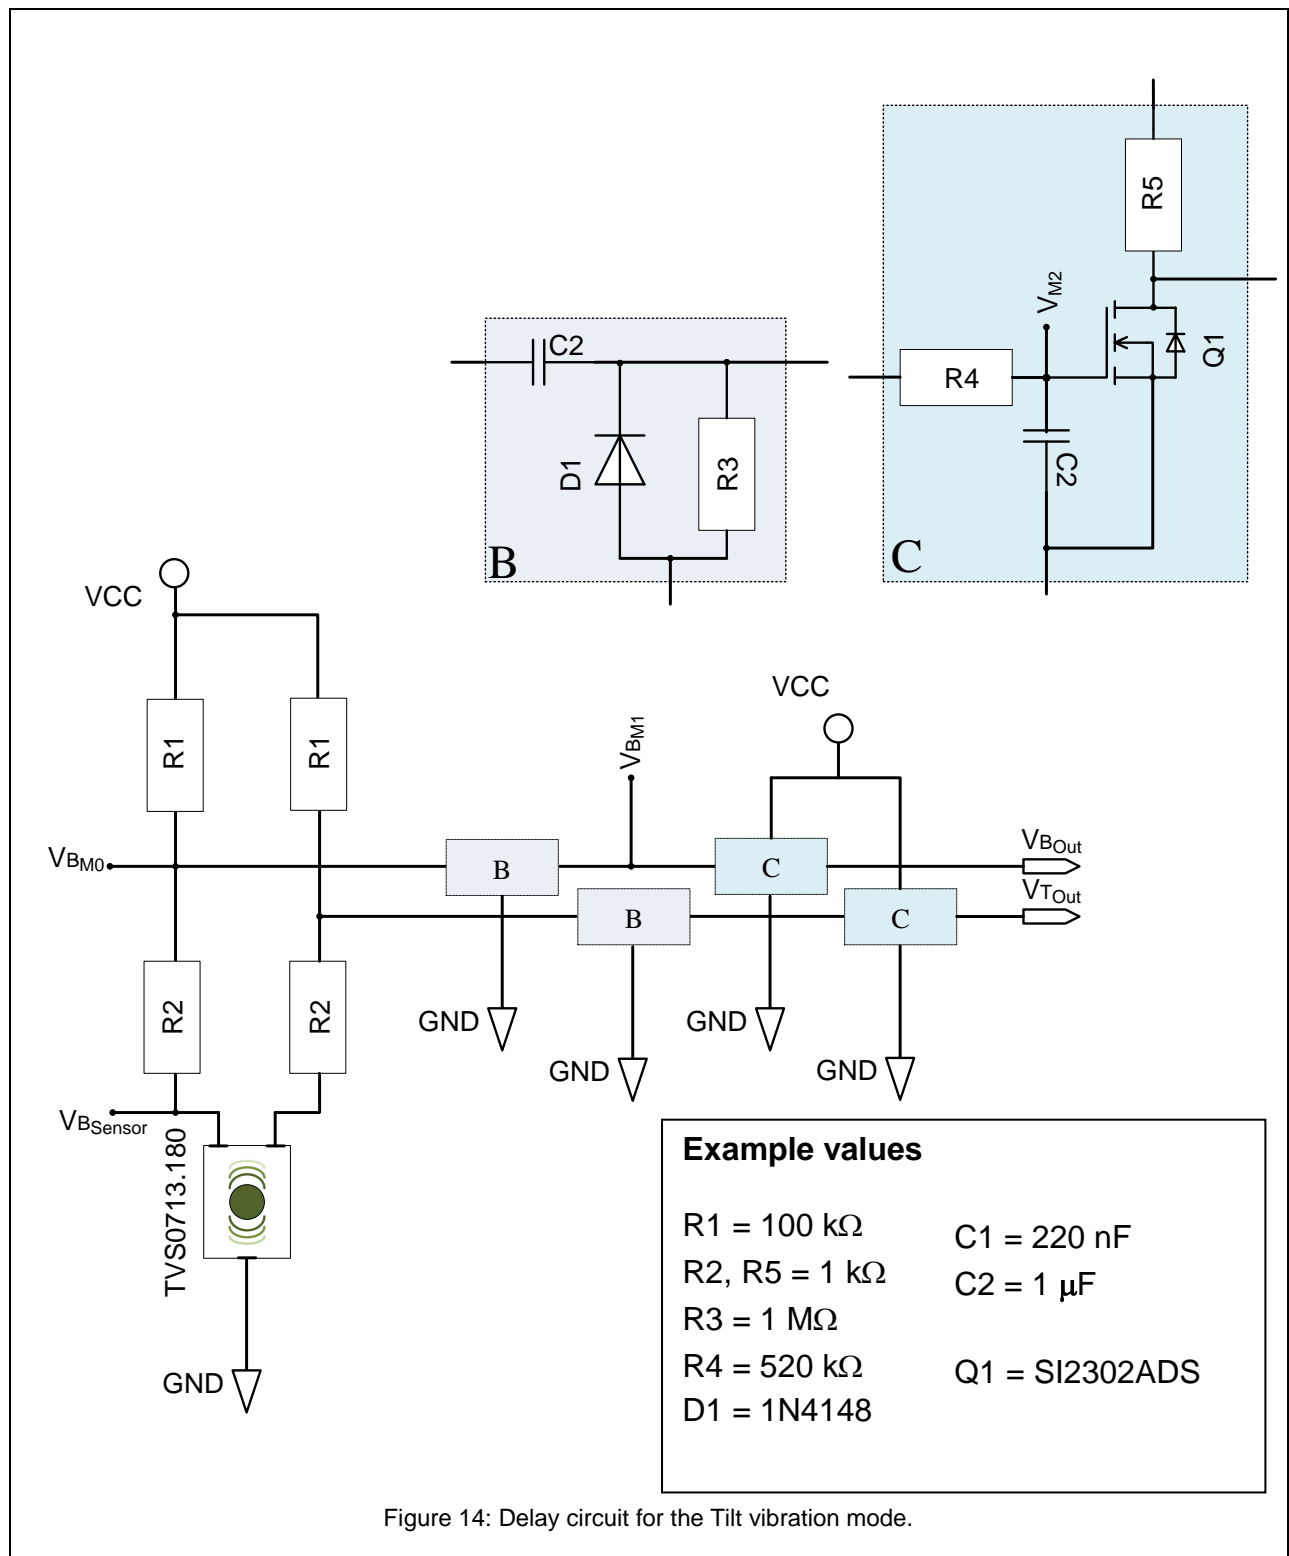 R5
VM2
Q1
C2
R4
D1
R3
C2
B
C
VCC
VCC
R1
R1
VBM1
VBM0
B
C
VBOut
B
C
VTOut
R2
R2
GND
GND
GND
GND
VBSensor
TVS0713.180
GND
Example values
R1 = 100 kΩ
R2, R5 = 1 kΩ
R3 = 1 MΩ
R4 = 520 kΩ
D1 = 1N4148
C1 = 220 nF
C2 = 1 μF
Q1 = SI2302ADS
Figure 14: Delay circuit for the Tilt vibration mode.